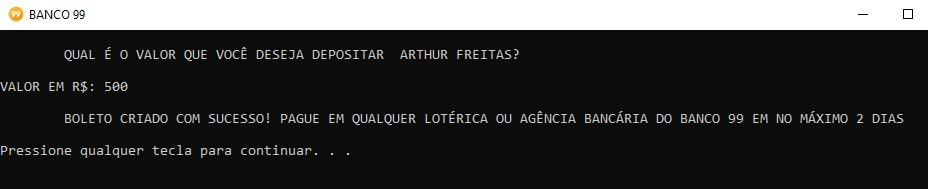 99 BANCO 99
QUAL É O VALOR QUE VOCÊ DESEJA DEPOSITAR  ARTHUR FREITAS?
VALOR EM R$: 500
BOLETO CRIADO COM SUCESSO! PAGUE EM QUALQUER LOTÉRICA OU AGÊNCIA BANCÁRIA DO BANCO 99 EM NO MÁXIMO 2 DIAS
Pressione qualquer tecla para continuar. . .